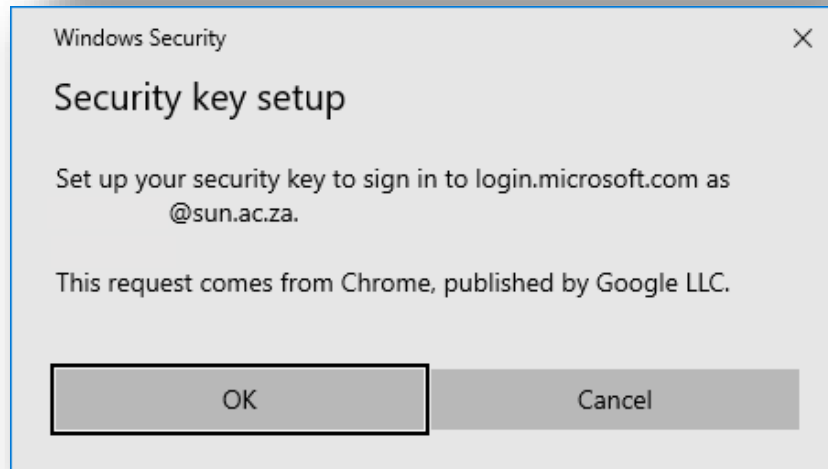 Windows Security
Security key setup
Set up your security key to sign in to login.microsoft.com as
@sun.ac.za.
This request comes from Chrome, published by Google LLC.
OK
Cancel